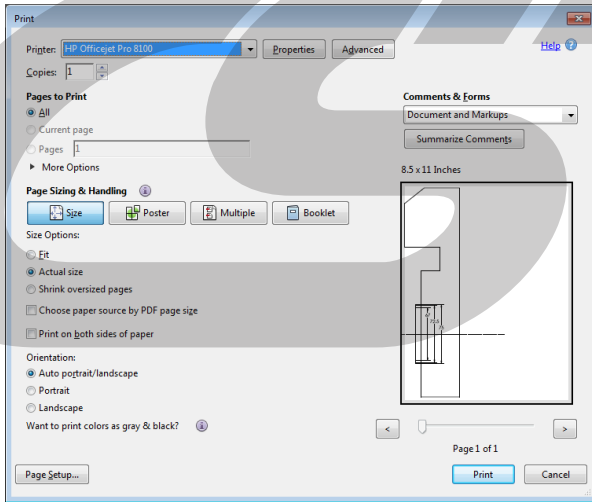 Print
Printer: HP Officejet Pro 8100 Properties Advanced Help
Copies: 1
Pages to Print
All
Current page
Pages 1
More Options
Page Sizing & Handling
Size Poster Multiple Booklet
Size Options:
Fit
Actual size
Shrink oversized pages
Choose paper source by PDF page size
Print on both sides of paper
Orientation:
Auto portrait/landscape
Portrait
Landscape
Want to print colors as gray & black?
Comments & Forms
Document and Markups
Summarize Comments
8.5 x 11 Inches
< >
Page 1 of 1
Page Setup... Print Cancel